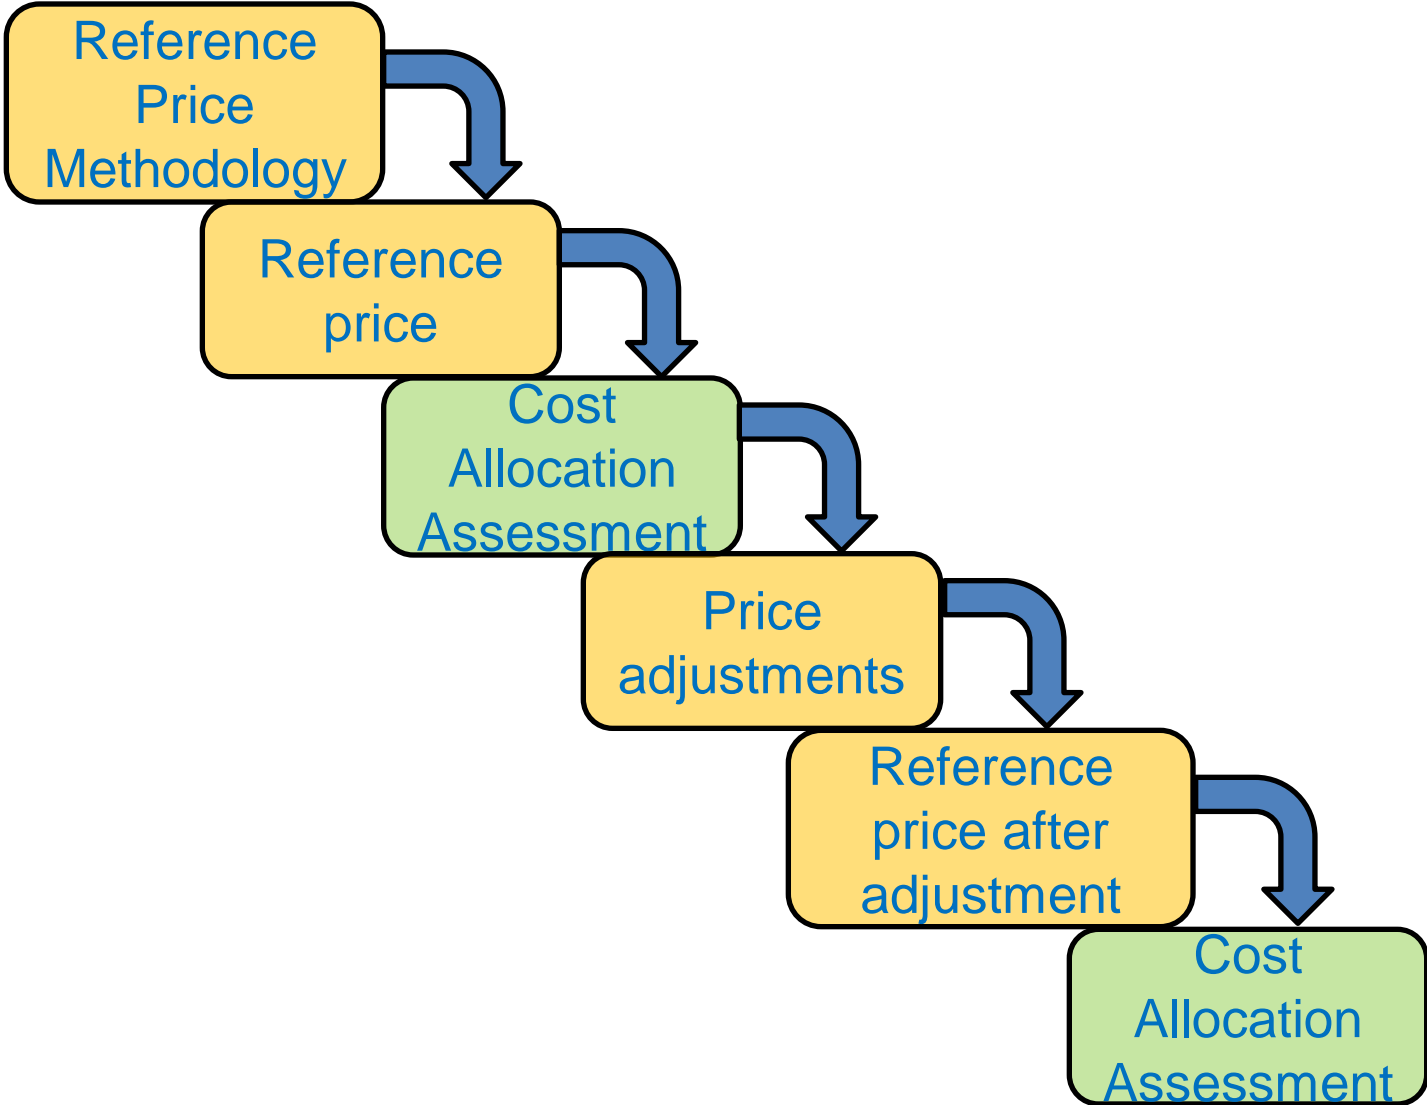 Reference
Price
Methodology
Reference
price
Cost
Allocation
Assessment
Price
adjustments
Reference
price after
adjustment
Cost
Allocation
Assessment